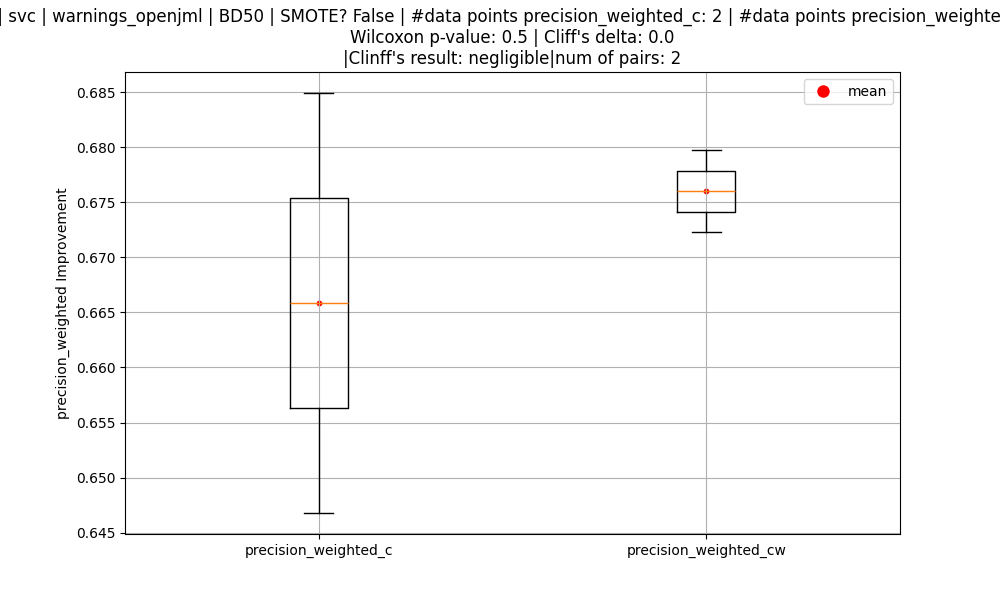 | svc | warnings_openjml | BD50 | SMOTE? False | #data points precision_weighted_c: 2 | #data points precision_weighte
Wilcoxon p-value: 0.5 | Cliff's delta: 0.0
|Clinff's result: negligible|num of pairs: 2
mean
0.685
0.680
0.675
0.670
0.665
0.660
0.655
0.650
0.645
precision_weighted Improvement
precision_weighted_c
precision_weighted_cw